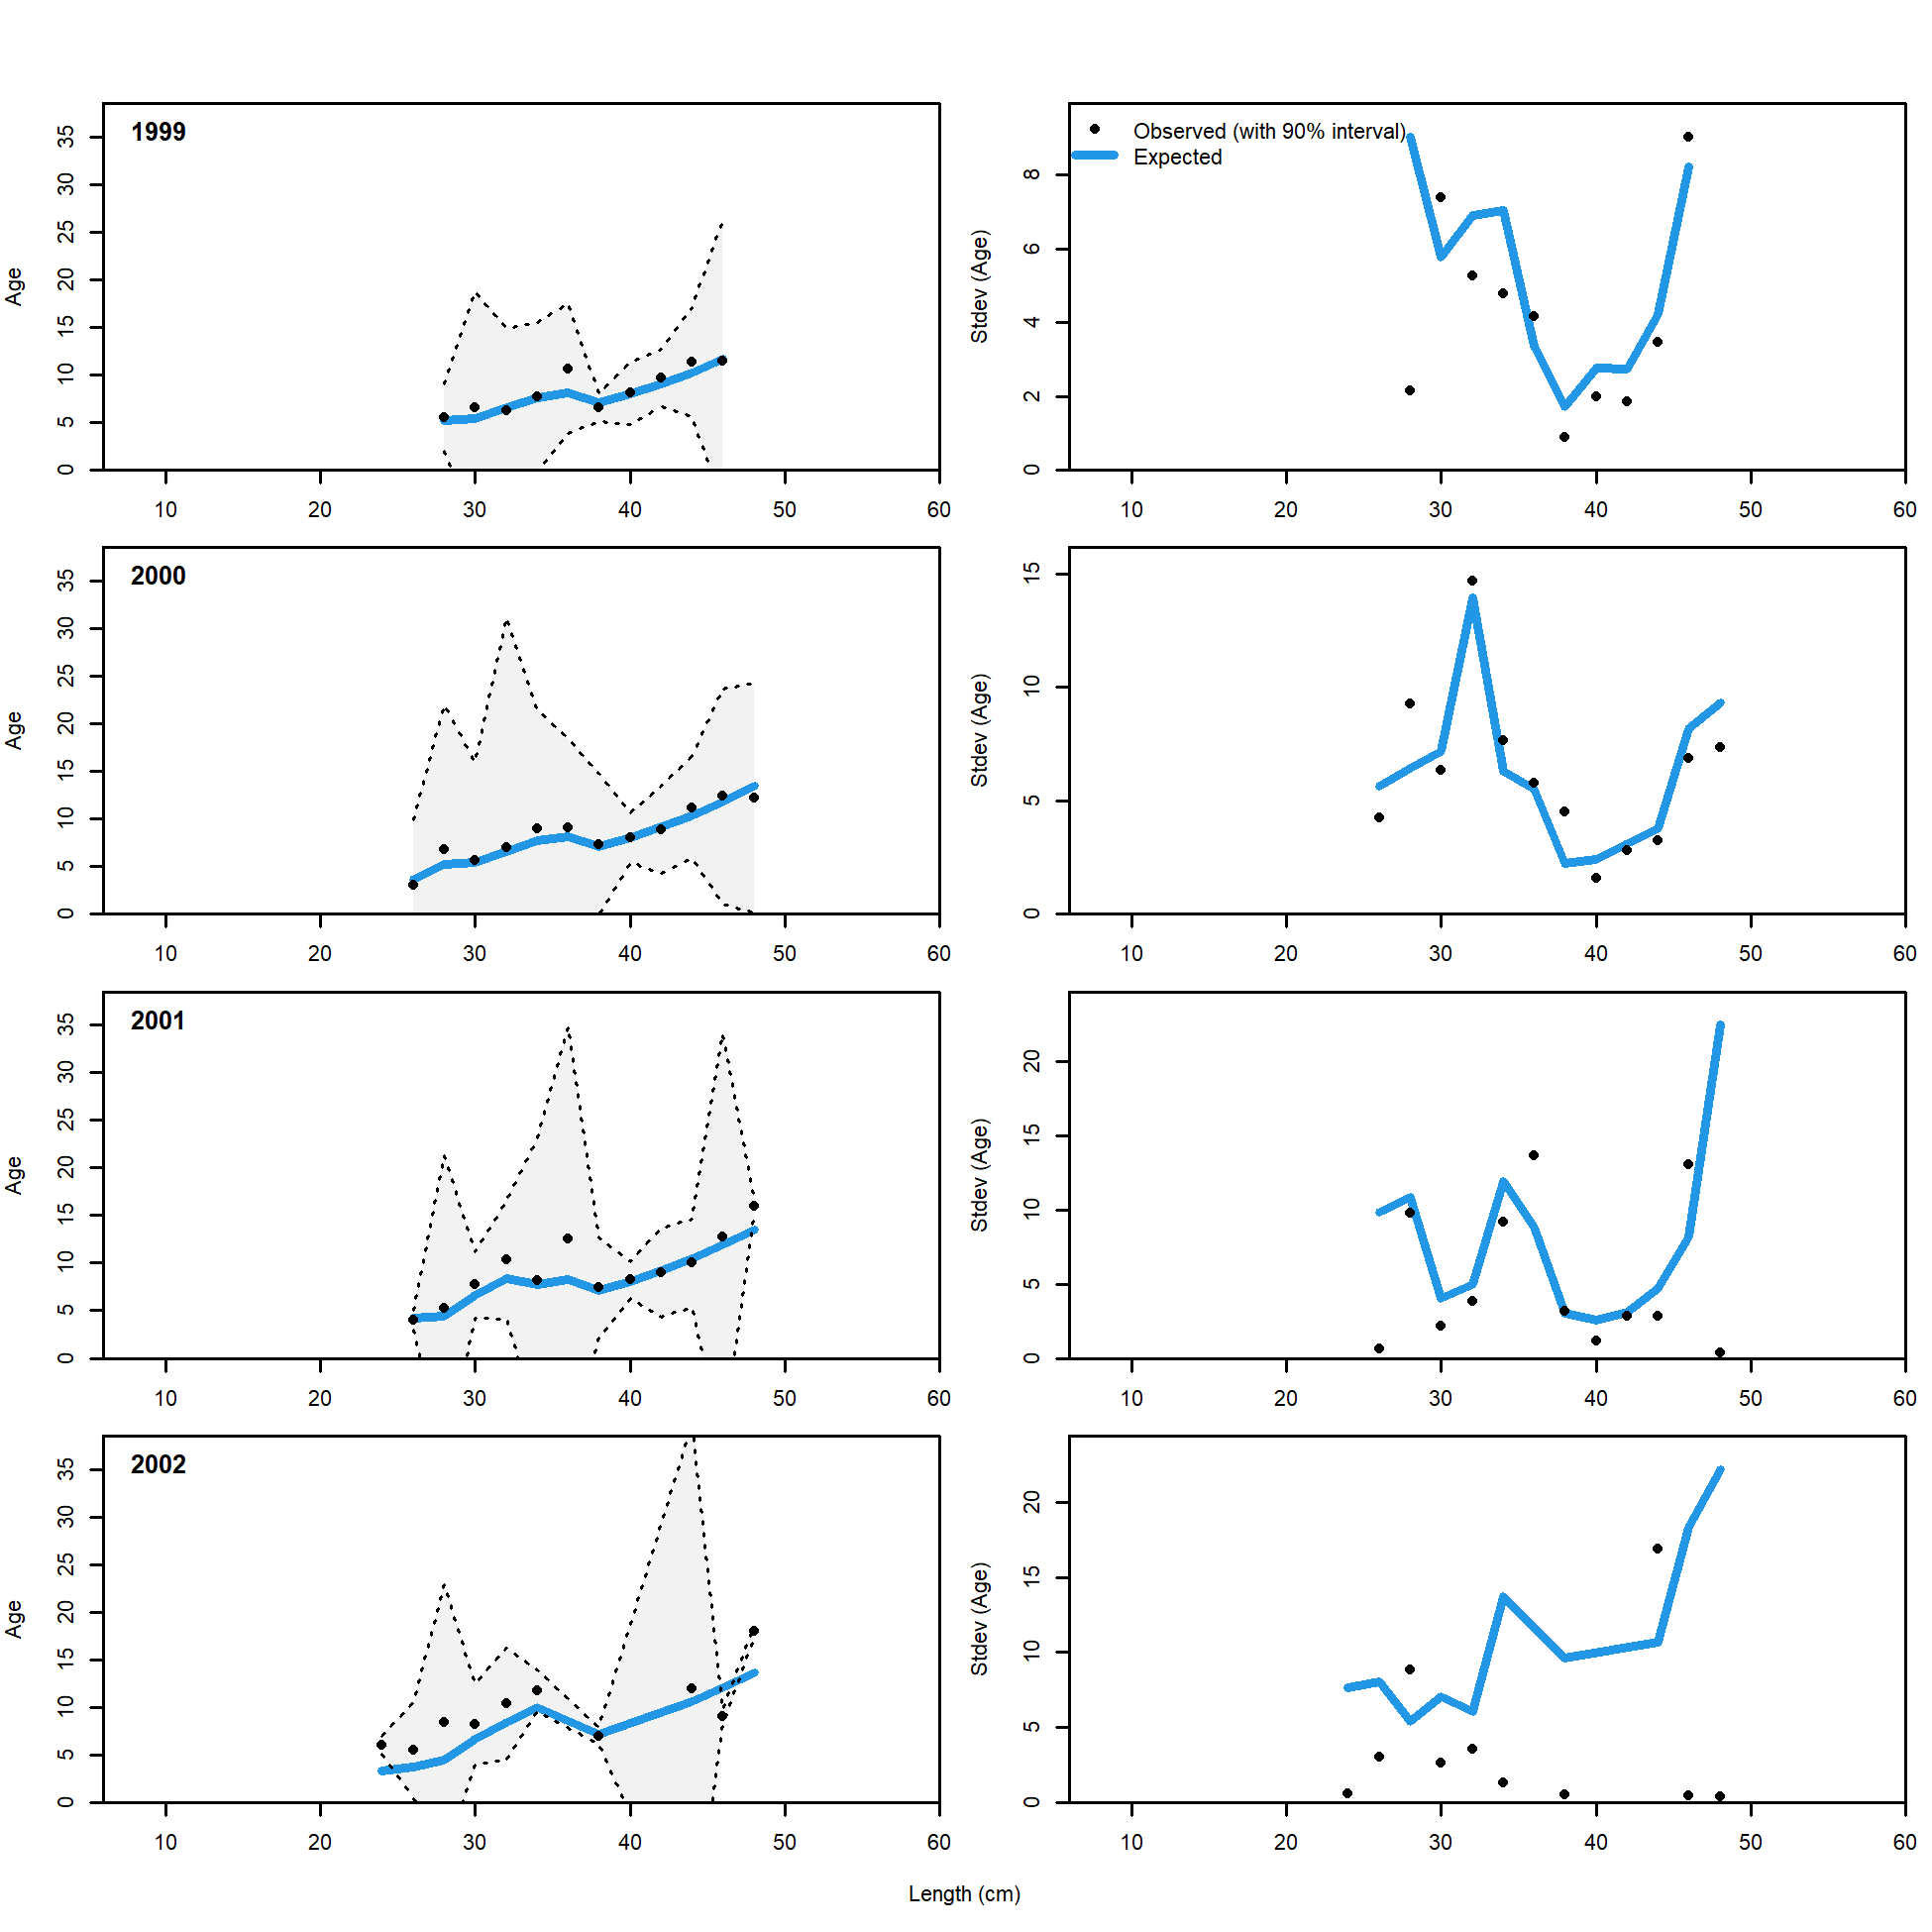 1999
Age
0 5 10 15 20 25 30 35
10 20 30 40 50 60
Observed (with 90% interval)
Expected
Stdev (Age)
0 2 4 6 8
10 20 30 40 50 60
2000
Age
0 5 10 15 20 25 30 35
10 20 30 40 50 60
Stdev (Age)
0 5 10 15
10 20 30 40 50 60
2001
Age
0 5 10 15 20 25 30 35
10 20 30 40 50 60
Stdev (Age)
0 5 10 15 20
10 20 30 40 50 60
2002
Age
0 5 10 15 20 25 30 35
10 20 30 40 50 60
Stdev (Age)
0 5 10 15 20
10 20 30 40 50 60
Length (cm)